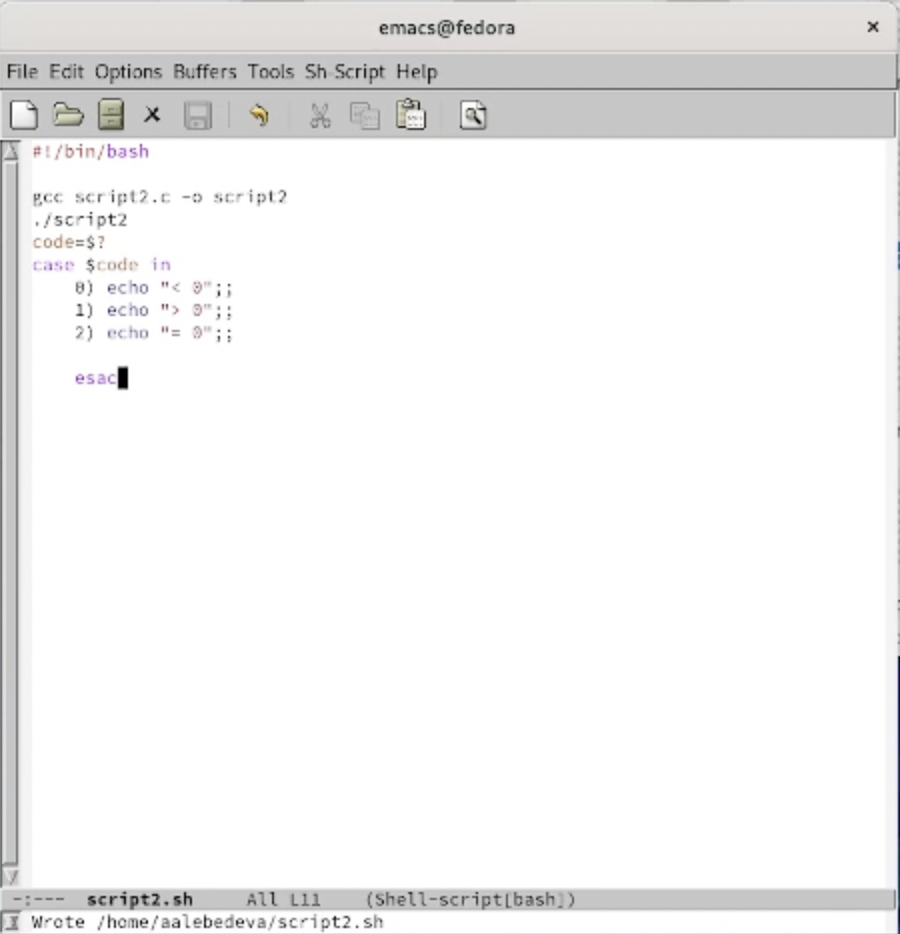 emacs@fedora ×
File Edit Options Buffers Tools Sh-Script Help
#!/bin/bash
gcc script2.c -o script2
./script2
code=$?
case $code in
0) echo "< 0";;
1) echo "> 0";;
2) echo "= 0";;
esac
-:--- script2.sh All L11 (Shell-script[bash])
Wrote /home/aalebedeva/script2.sh